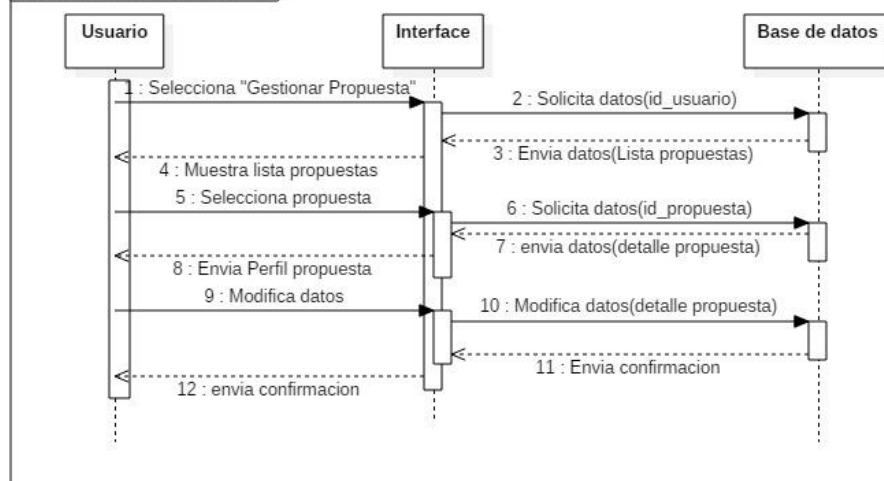 Usuario
Interface
Base de datos
1 : Selecciona "Gestionar Propuesta"
2 : Solicita datos(id_usuario)
3 : Envia datos(Lista propuestas)
4 : Muestra lista propuestas
5 : Selecciona propuesta
6 : Solicita datos(id_propuesta)
7 : envia datos(detalle propuesta)
8 : Envia Perfil propuesta
9 : Modifica datos
10 : Modifica datos(detalle propuesta)
11 : Envia confirmacion
12 : envia confirmacion